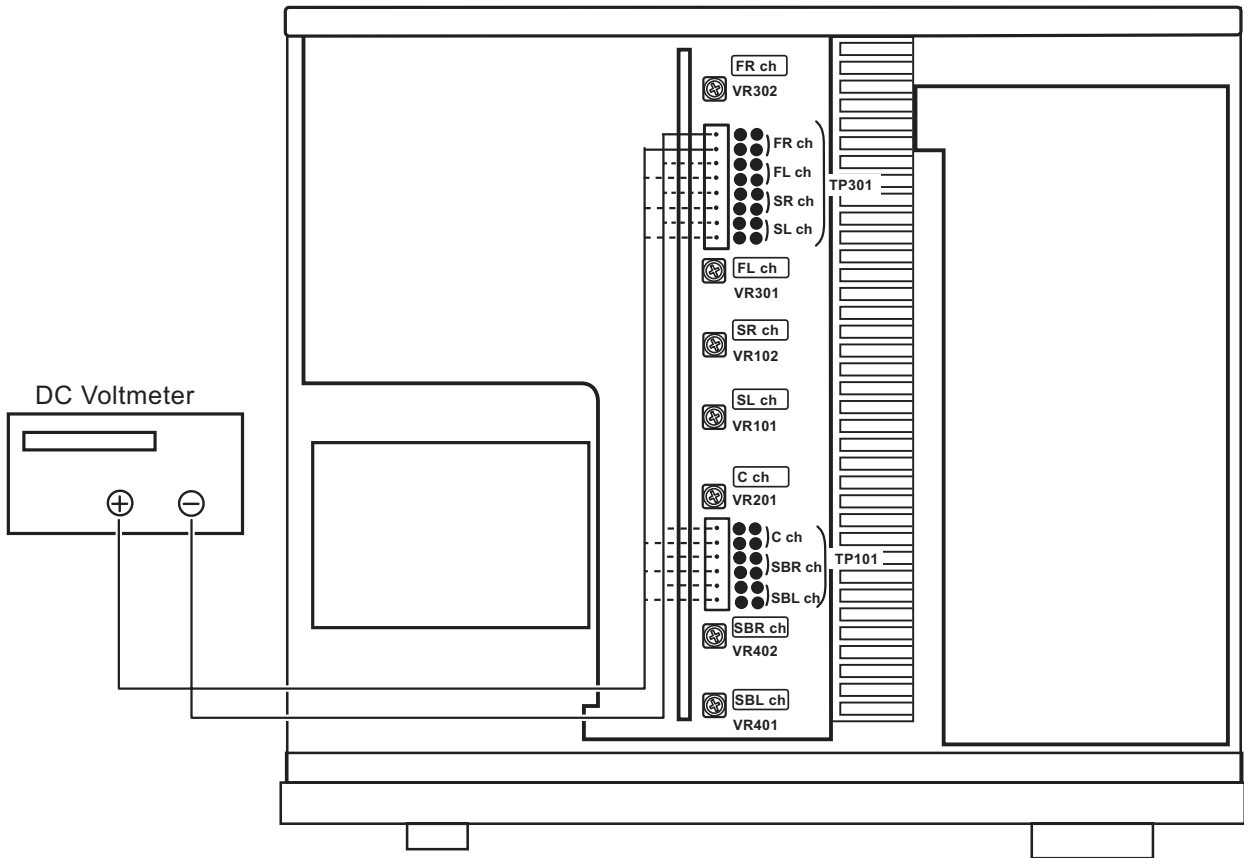 FR ch
VR302
FR ch
FL ch
TP301
SR ch
SL ch
FL ch
VR301
SR ch
VR102
DC Voltmeter
SL ch
VR101
C ch
VR201
C ch
TP101
SBR ch
SBL ch
SBR ch
VR402
SBL ch
VR401